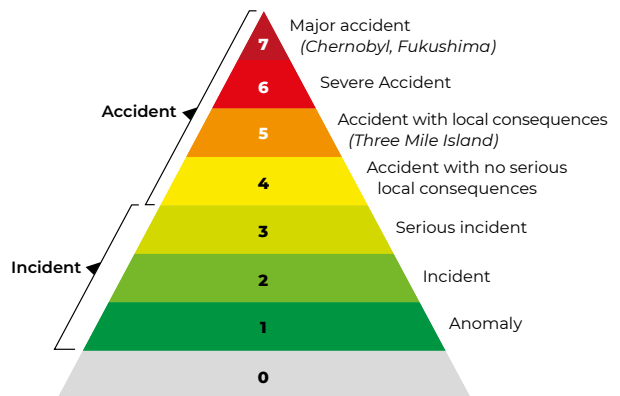 Major accident
7
(Chernobyl, Fukushima)
6
Severe Accident
Accident
Accident with local consequences
5
(Three Mile Island)
Accident with no serious
4
local consequences
3
Serious incident
Incident
2
Incident
1
Anomaly
0